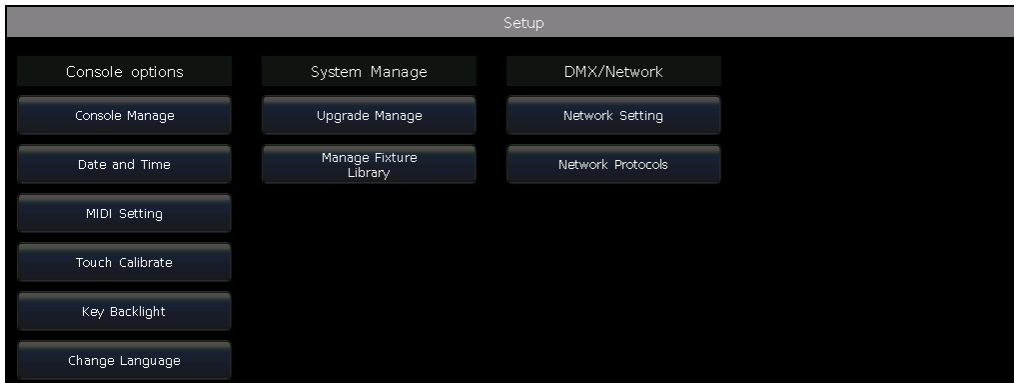 Setup
Console options
Console Manage
Date and Time
MIDI Setting
Touch Calibrate
Key Backlight
Change Language
System Manage
Upgrade Manage
Manage Fixture
Library
DMX/Network
Network Setting
Network Protocols